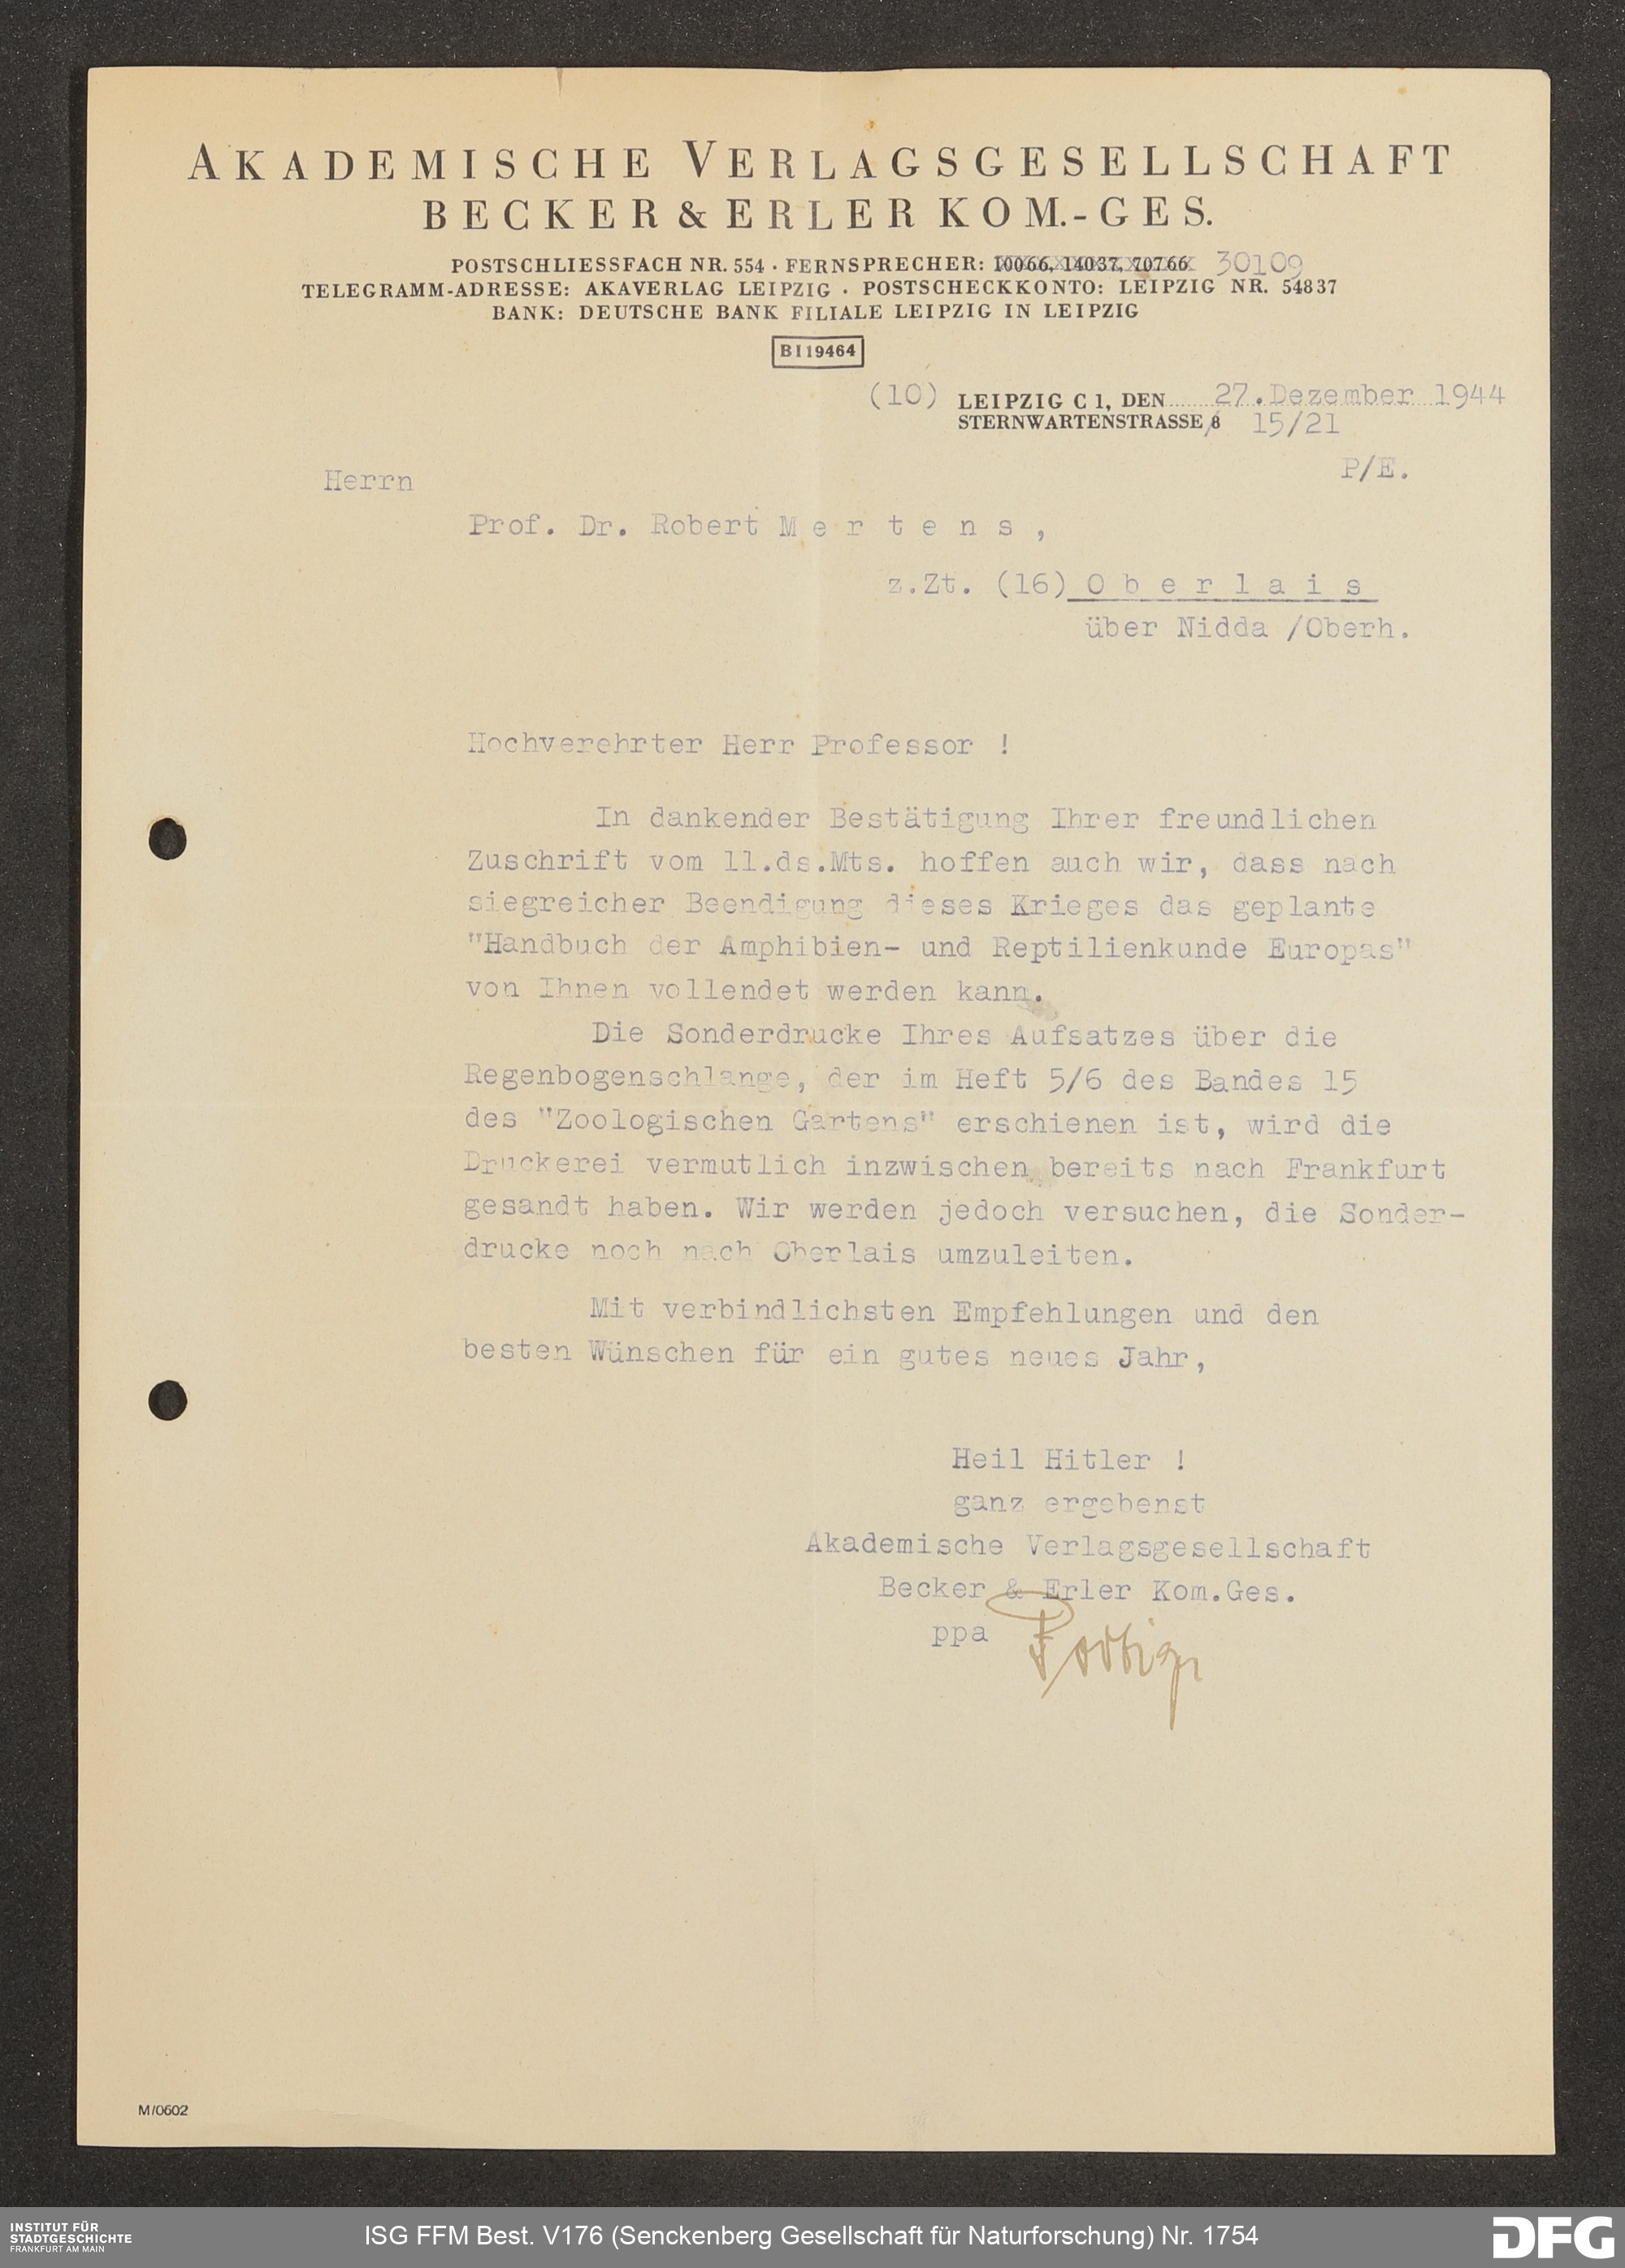 AKADEMISCHE VERLAGSGESELLSCHAFT
BECKER & ERLER KOM.-GES.
POSTSCHLIESSFACH NR. 554 · FERNSPRECHER: 10066, 14037, 70766 30109
TELEGRAMM-ADRESSE: AKAVERLAG LEIPZIG · POSTSCHECKKONTO: LEIPZIG NR. 54837
BANK: DEUTSCHE BANK FILIALE LEIPZIG IN LEIPZIG
BI19464
(10) LEIPZIG C 1, DEN 27.Dezember 1944
STERNWARTENSTRASSE 8 15/21
P/E.
Herrn
Prof. Dr. Robert M e r t e n s ,
z.Zt. (16) O b e r l a i s
über Nidda /Oberh.
Hochverehrter Herr Professor !
In dankender Bestätigung Ihrer freundlichen
Zuschrift vom 11.ds.Mts. hoffen auch wir, dass nach
siegreicher Beendigung dieses Krieges das geplante
"Handbuch der Amphibien- und Reptilienkunde Europas"
von Ihnen vollendet werden kann.
Die Sonderdrucke Ihres Aufsatzes über die
Regenbogenschlange, der im Heft 5/6 des Bandes 15
des "Zoologischen Gartens" erschienen ist, wird die
Druckerei vermutlich inzwischen bereits nach Frankfurt
gesandt haben. Wir werden jedoch versuchen, die Sonder-
drucke noch nach Oberlais umzuleiten.
Mit verbindlichsten Empfehlungen und den
besten Wünschen für ein gutes neues Jahr,
Heil Hitler !
ganz ergebenst
Akademische Verlagsgesellschaft
Becker & Erler Kom.Ges.
ppa Portig
M/0602
INSTITUT FÜR
STADTGESCHICHTE
FRANKFURT AM MAIN
ISG FFM Best. V176 (Senckenberg Gesellschaft für Naturforschung) Nr. 1754
DFG